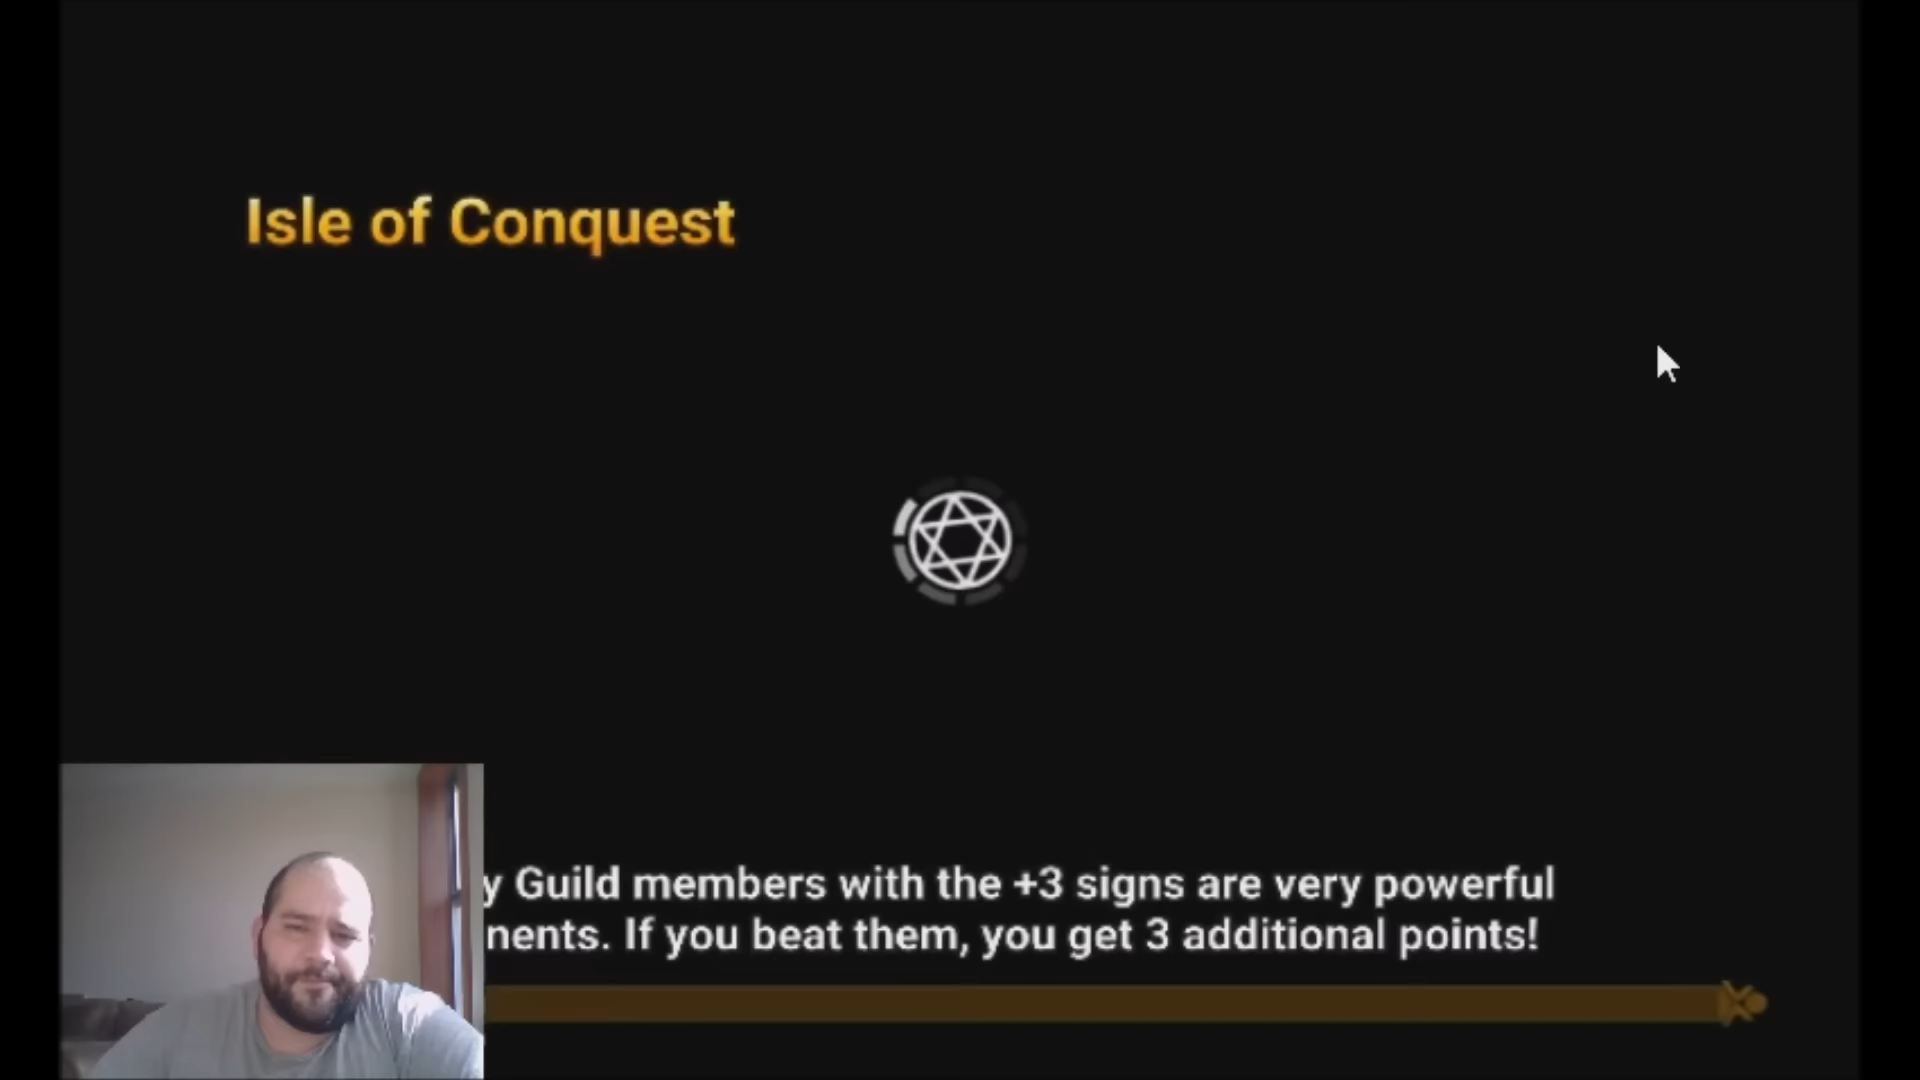 Isle of Conquest
y Guild members with the +3 signs are very powerful
nents. If you beat them, you get 3 additional points!